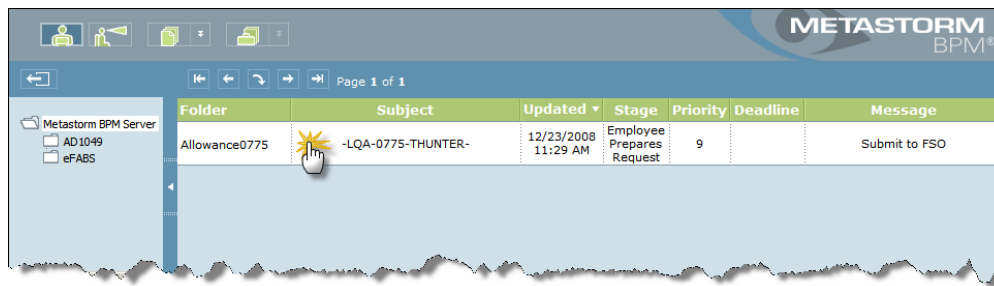 METASTORM
BPM®
Page 1 of 1
Folder Subject Updated Stage Priority Deadline Message
Metastorm BPM Server
AD1049
eFABS
Allowance0775 -LQA-0775-THUNTER- 12/23/2008 11:29 AM Employee Prepares Request 9 Submit to FSO